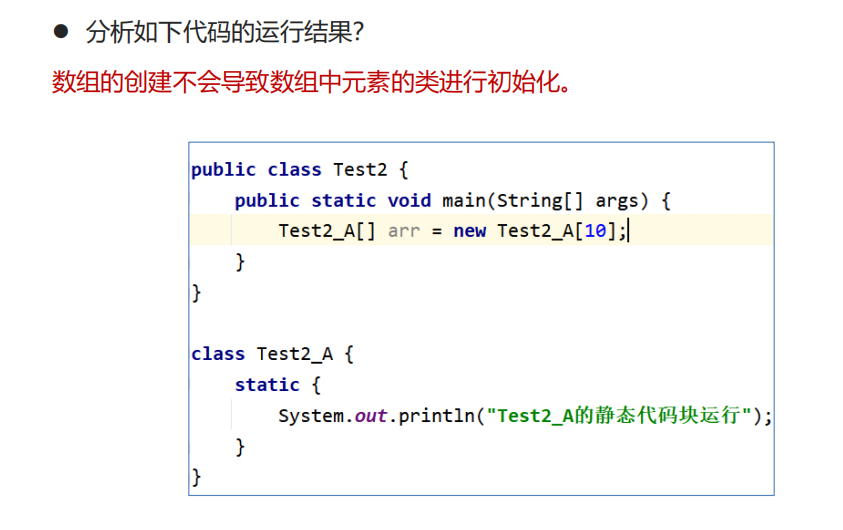 ● 分析如下代码的运行结果?
数组的创建不会导致数组中元素的类进行初始化。
public class Test2 {
    public static void main(String[] args) {
        Test2_A[] arr = new Test2_A[10];
    }
}
class Test2_A {
    static {
        System.out.println("Test2_A的静态代码块运行");
    }
}